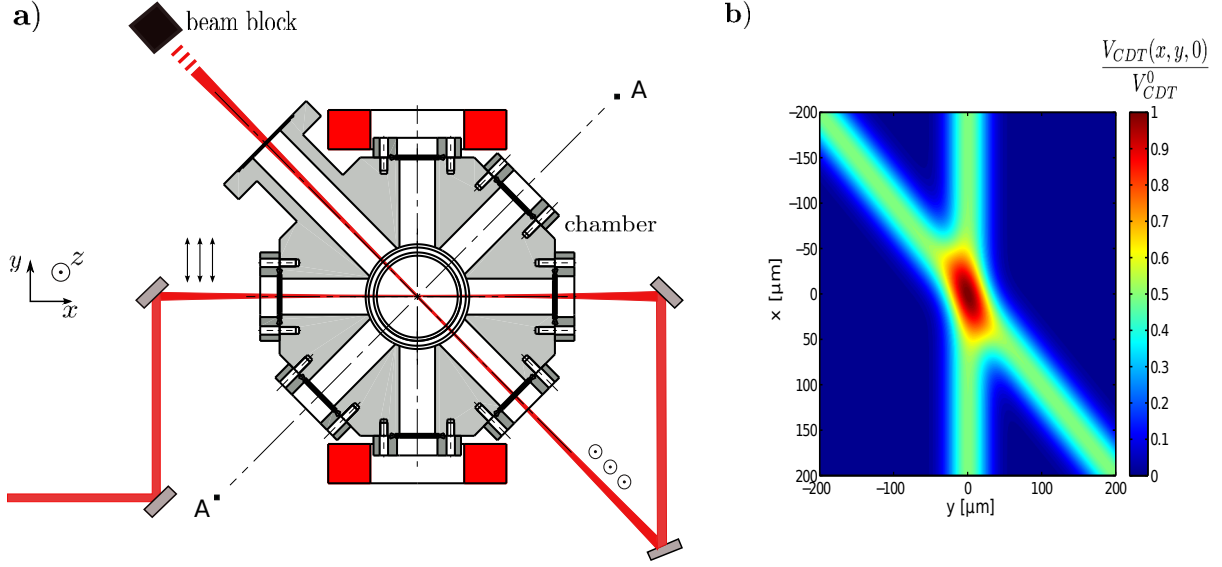 a)
beam block
A
chamber
y
z
x
A
b)
V_CDT(x, y, 0)
V⁰_CDT
−200
−150
−100
−50
0
50
100
150
200
x [μm]
−200
−100
0
100
200
y [μm]
1
0.9
0.8
0.7
0.6
0.5
0.4
0.3
0.2
0.1
0